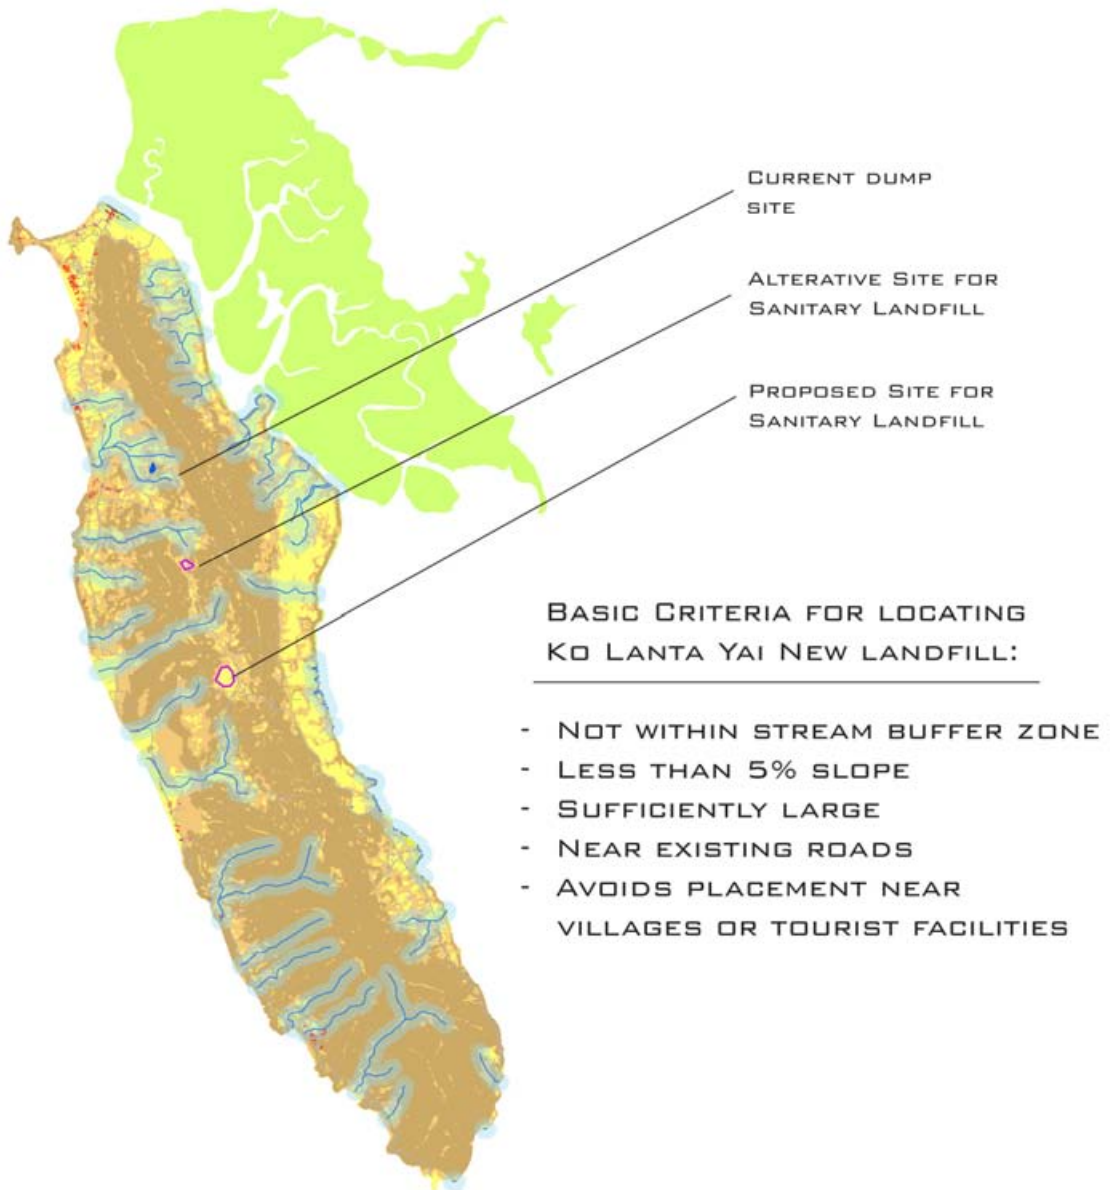 Current dump
site
Alterative Site for
Sanitary Landfill
Proposed Site for
Sanitary Landfill
Basic Criteria for locating
Ko Lanta Yai New landfill:
- Not within stream buffer zone
- Less than 5% slope
- Sufficiently large
- Near existing roads
- Avoids placement near
villages or tourist facilities